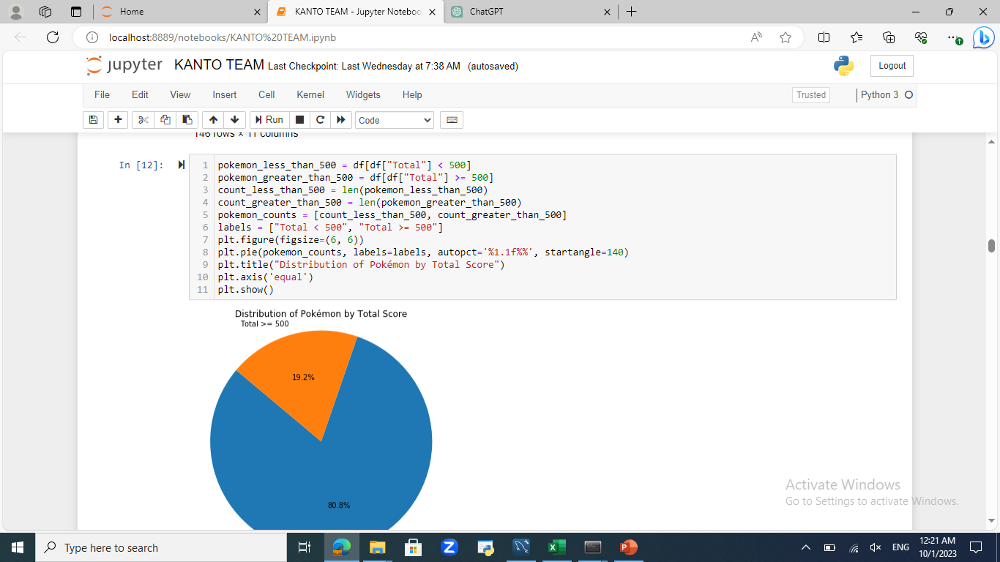 Home
KANTO TEAM - Jupyter Noteboo
ChatGPT
localhost:8889/notebooks/KANTO%20TEAM.ipynb
jupyter KANTO TEAM Last Checkpoint: Last Wednesday at 7:38 AM (autosaved)
Logout
File Edit View Insert Cell Kernel Widgets Help
Trusted
Python 3
Run
Code
146 rows × 11 columns
In [12]:
1 pokemon_less_than_500 = df[df["Total"] < 500]
2 pokemon_greater_than_500 = df[df["Total"] >= 500]
3 count_less_than_500 = len(pokemon_less_than_500)
4 count_greater_than_500 = len(pokemon_greater_than_500)
5 pokemon_counts = [count_less_than_500, count_greater_than_500]
6 labels = ["Total < 500", "Total >= 500"]
7 plt.figure(figsize=(6, 6))
8 plt.pie(pokemon_counts, labels=labels, autopct='%1.1f%%', startangle=140)
9 plt.title("Distribution of Pokémon by Total Score")
10 plt.axis('equal')
11 plt.show()
Distribution of Pokémon by Total Score
Total >= 500
19.2%
80.8%
Activate Windows
Go to Settings to activate Windows.
Type here to search
ENG
12:21 AM
10/1/2023